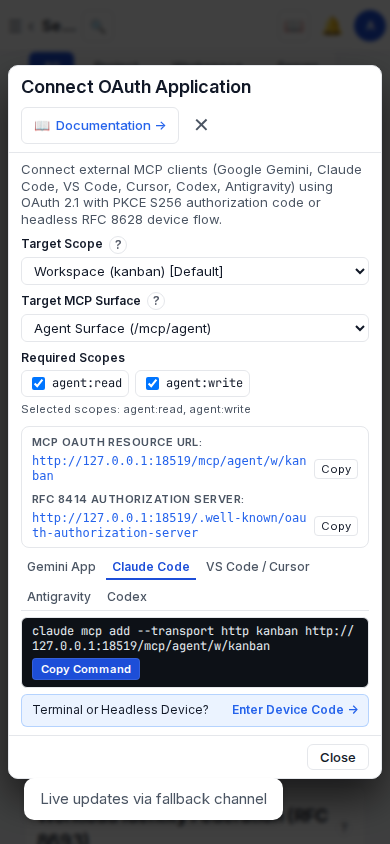 Se...
Connect OAuth Application
📖 Documentation →
✕
Connect external MCP clients (Google Gemini, Claude
Code, VS Code, Cursor, Codex, Antigravity) using
OAuth 2.1 with PKCE S256 authorization code or
headless RFC 8628 device flow.
Target Scope ?
Workspace (kanban) [Default]
Target MCP Surface ?
Agent Surface (/mcp/agent)
Required Scopes
agent:read agent:write
Selected scopes: agent:read, agent:write
MCP OAUTH RESOURCE URL:
http://127.0.0.1:18519/mcp/agent/w/kan
ban
Copy
RFC 8414 AUTHORIZATION SERVER:
http://127.0.0.1:18519/.well-known/oau
th-authorization-server
Copy
Gemini App Claude Code VS Code / Cursor
Antigravity Codex
claude mcp add --transport http kanban http://
127.0.0.1:18519/mcp/agent/w/kanban
Copy Command
Terminal or Headless Device? Enter Device Code →
Close
Live updates via fallback channel